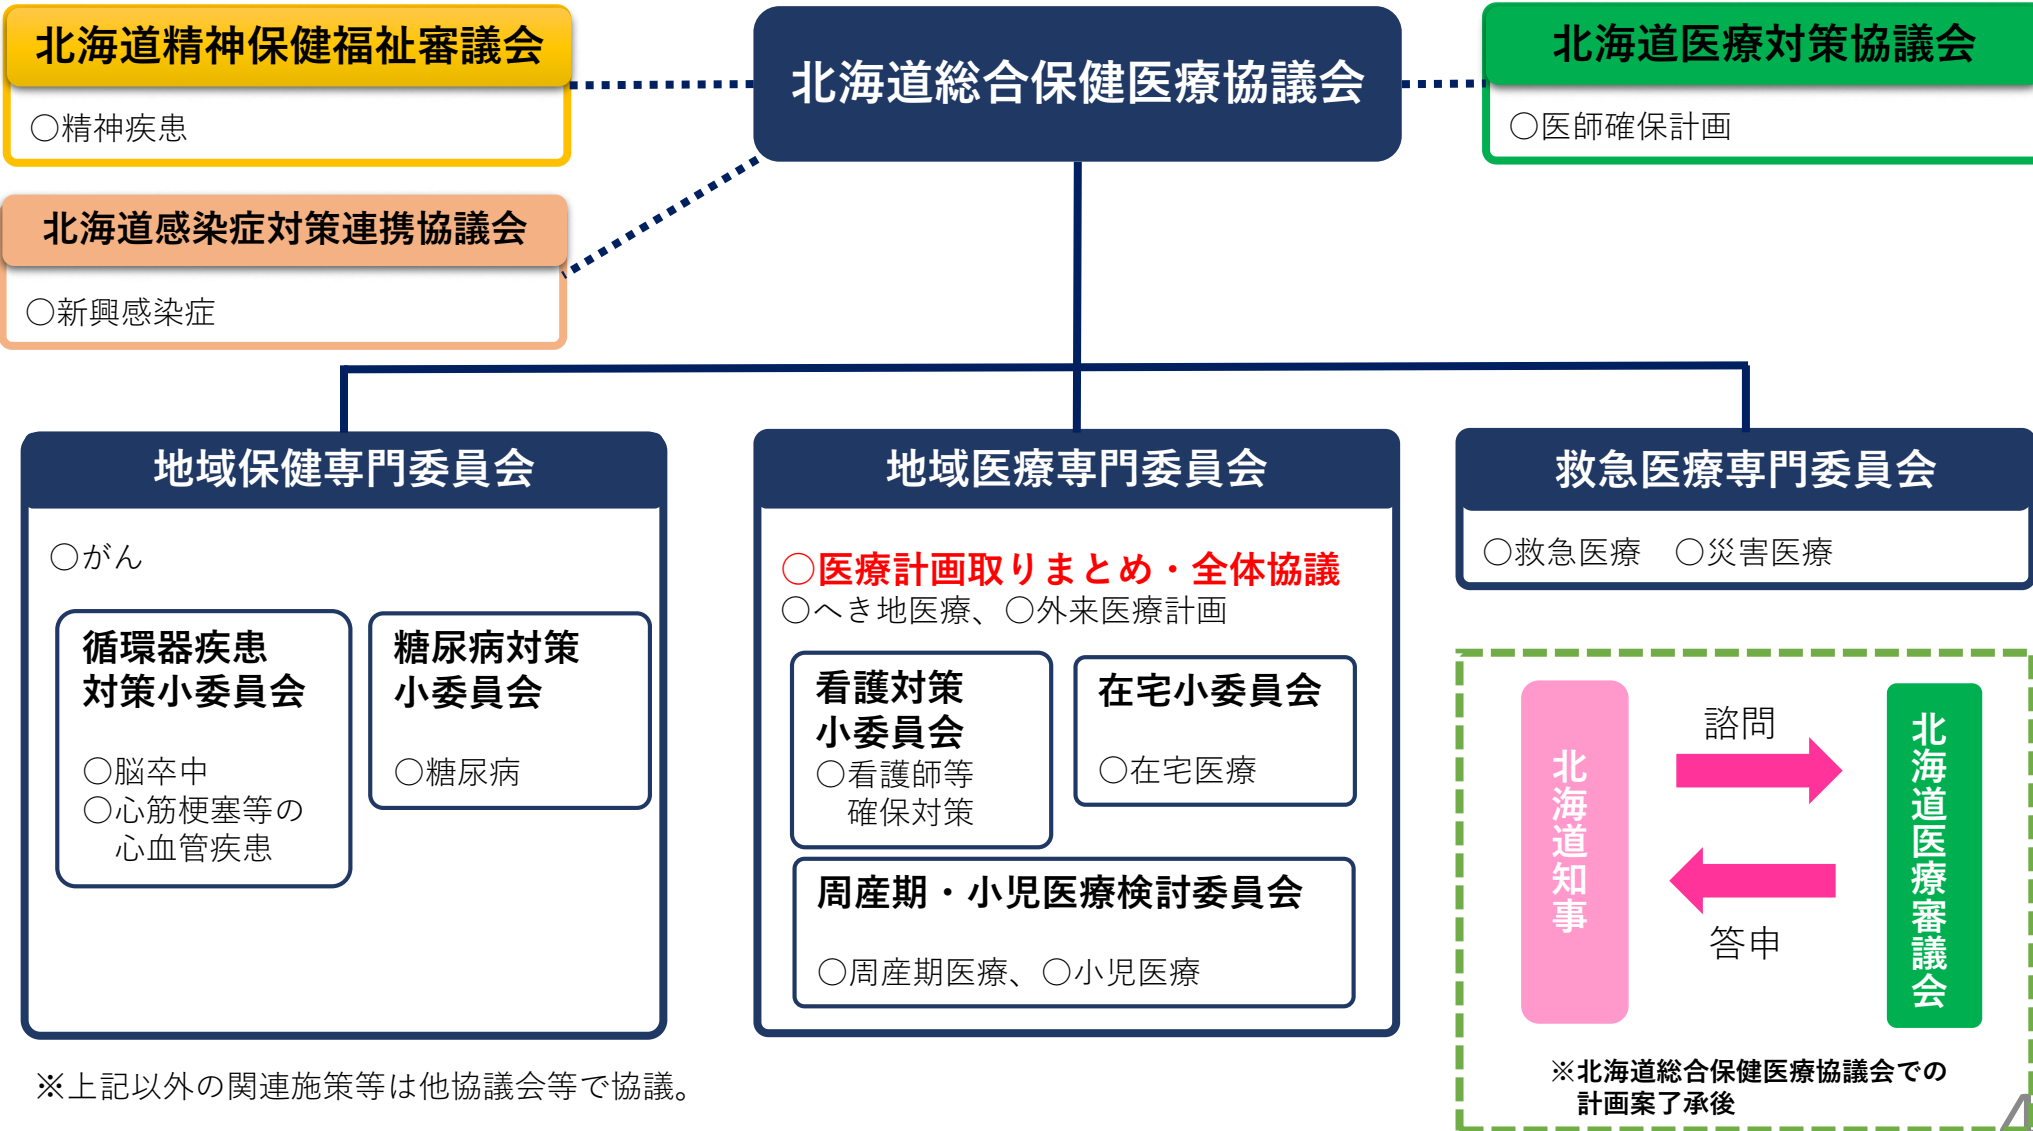 北海道精神保健福祉審議会
○精神疾患
北海道総合保健医療協議会
北海道医療対策協議会
○医師確保計画
北海道感染症対策連携協議会
○新興感染症
地域保健専門委員会
○がん
循環器疾患
対策小委員会
○脳卒中
○心筋梗塞等の
心血管疾患
糖尿病対策
小委員会
○糖尿病
地域医療専門委員会
○医療計画取りまとめ・全体協議
○へき地医療、○外来医療計画
看護対策
小委員会
○看護師等
確保対策
在宅小委員会
○在宅医療
周産期・小児医療検討委員会
○周産期医療、○小児医療
救急医療専門委員会
○救急医療　○災害医療
北海道知事
諮問
答申
北海道医療審議会
※北海道総合保健医療協議会での
計画案了承後
※上記以外の関連施策等は他協議会等で協議。
4